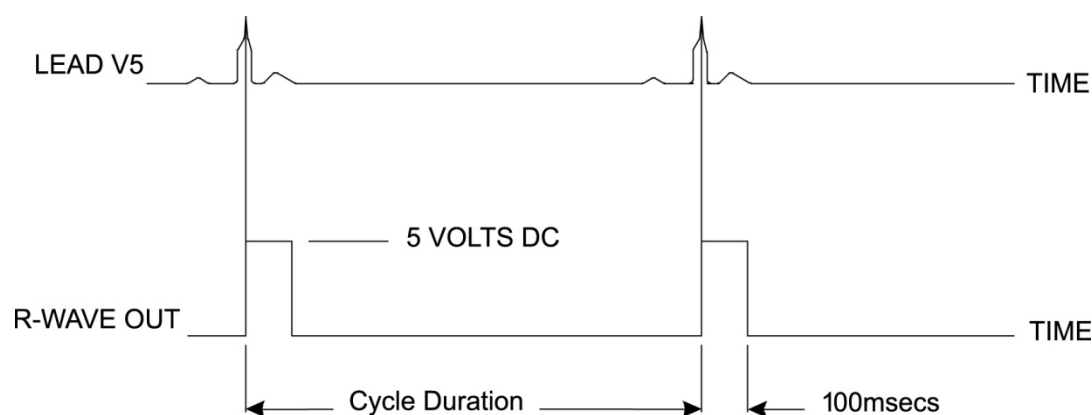 LEAD V5
TIME
5 VOLTS DC
R-WAVE OUT
TIME
Cycle Duration
100msecs